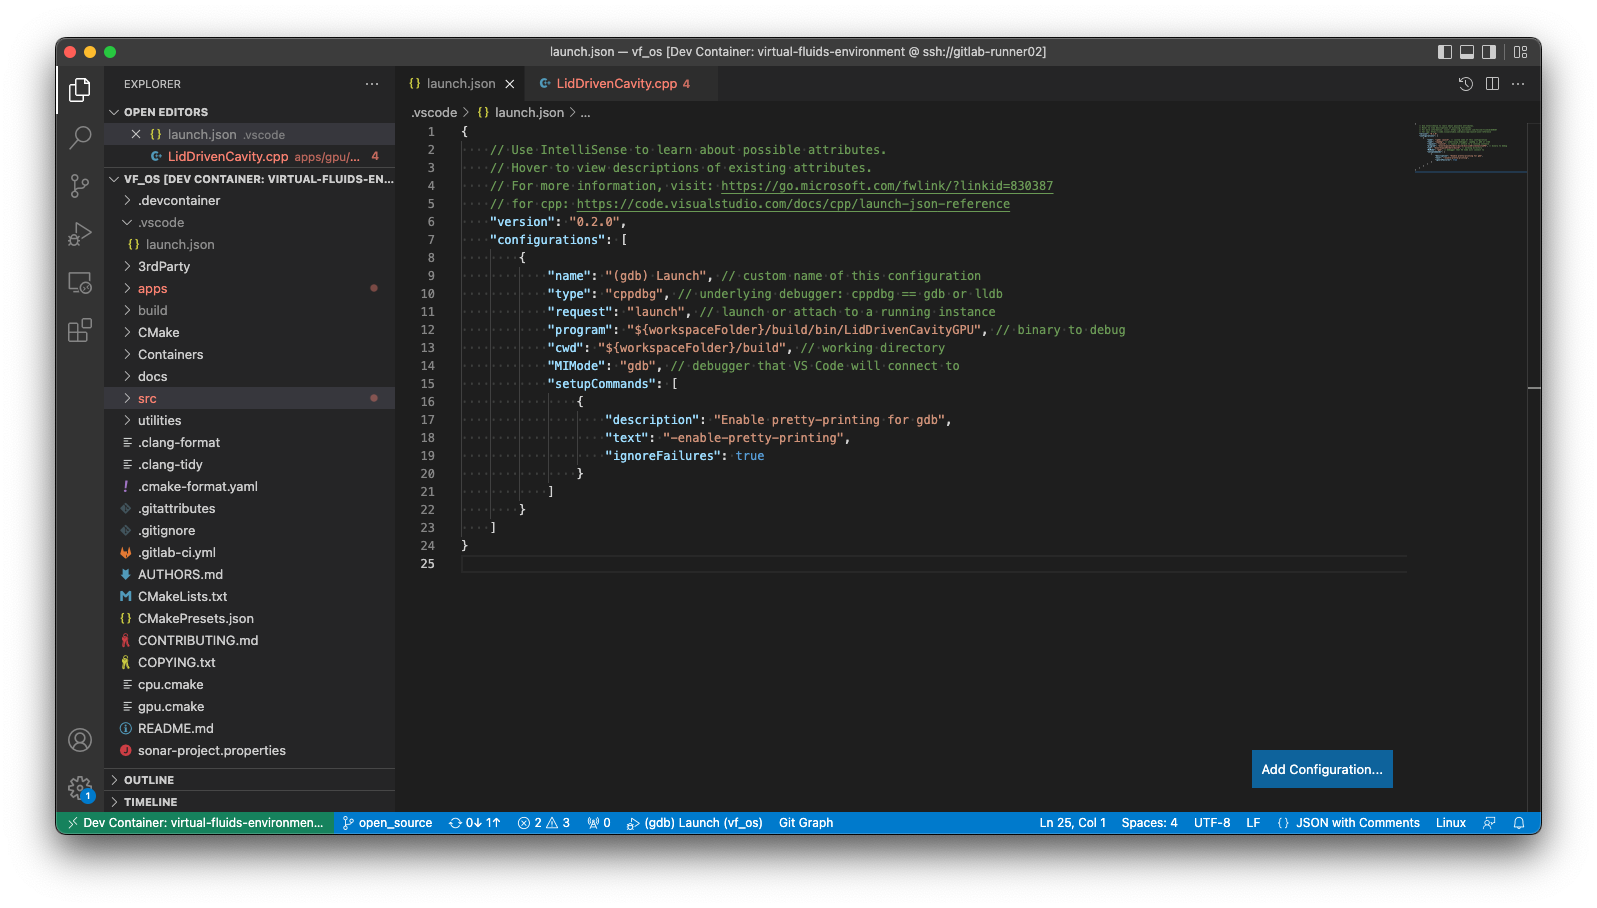 launch.json — vf_os [Dev Container: virtual-fluids-environment @ ssh://gitlab-runner02]
EXPLORER
OPEN EDITORS
launch.json .vscode
LidDrivenCavity.cpp apps/gpu/... 4
VF_OS [DEV CONTAINER: VIRTUAL-FLUIDS-EN...
.devcontainer
.vscode
launch.json
3rdParty
apps
build
CMake
Containers
docs
src
utilities
.clang-format
.clang-tidy
.cmake-format.yaml
.gitattributes
.gitignore
.gitlab-ci.yml
AUTHORS.md
CMakeLists.txt
CMakePresets.json
CONTRIBUTING.md
COPYING.txt
cpu.cmake
gpu.cmake
README.md
sonar-project.properties
OUTLINE
TIMELINE
1
launch.json
LidDrivenCavity.cpp 4
.vscode > {} launch.json > ...
1 {
2 // Use IntelliSense to learn about possible attributes.
3 // Hover to view descriptions of existing attributes.
4 // For more information, visit: https://go.microsoft.com/fwlink/?linkid=830387
5 // for cpp: https://code.visualstudio.com/docs/cpp/launch-json-reference
6 "version": "0.2.0",
7 "configurations": [
8 {
9 "name": "(gdb) Launch", // custom name of this configuration
10 "type": "cppdbg", // underlying debugger: cppdbg == gdb or lldb
11 "request": "launch", // launch or attach to a running instance
12 "program": "${workspaceFolder}/build/bin/LidDrivenCavityGPU", // binary to debug
13 "cwd": "${workspaceFolder}/build", // working directory
14 "MIMode": "gdb", // debugger that VS Code will connect to
15 "setupCommands": [
16 {
17 "description": "Enable pretty-printing for gdb",
18 "text": "-enable-pretty-printing",
19 "ignoreFailures": true
20 }
21 ]
22 }
23 ]
24 }
25
Add Configuration...
Dev Container: virtual-fluids-environmen... open_source 0↓ 1↑ 2 3 0 (gdb) Launch (vf_os) Git Graph Ln 25, Col 1 Spaces: 4 UTF-8 LF {} JSON with Comments Linux